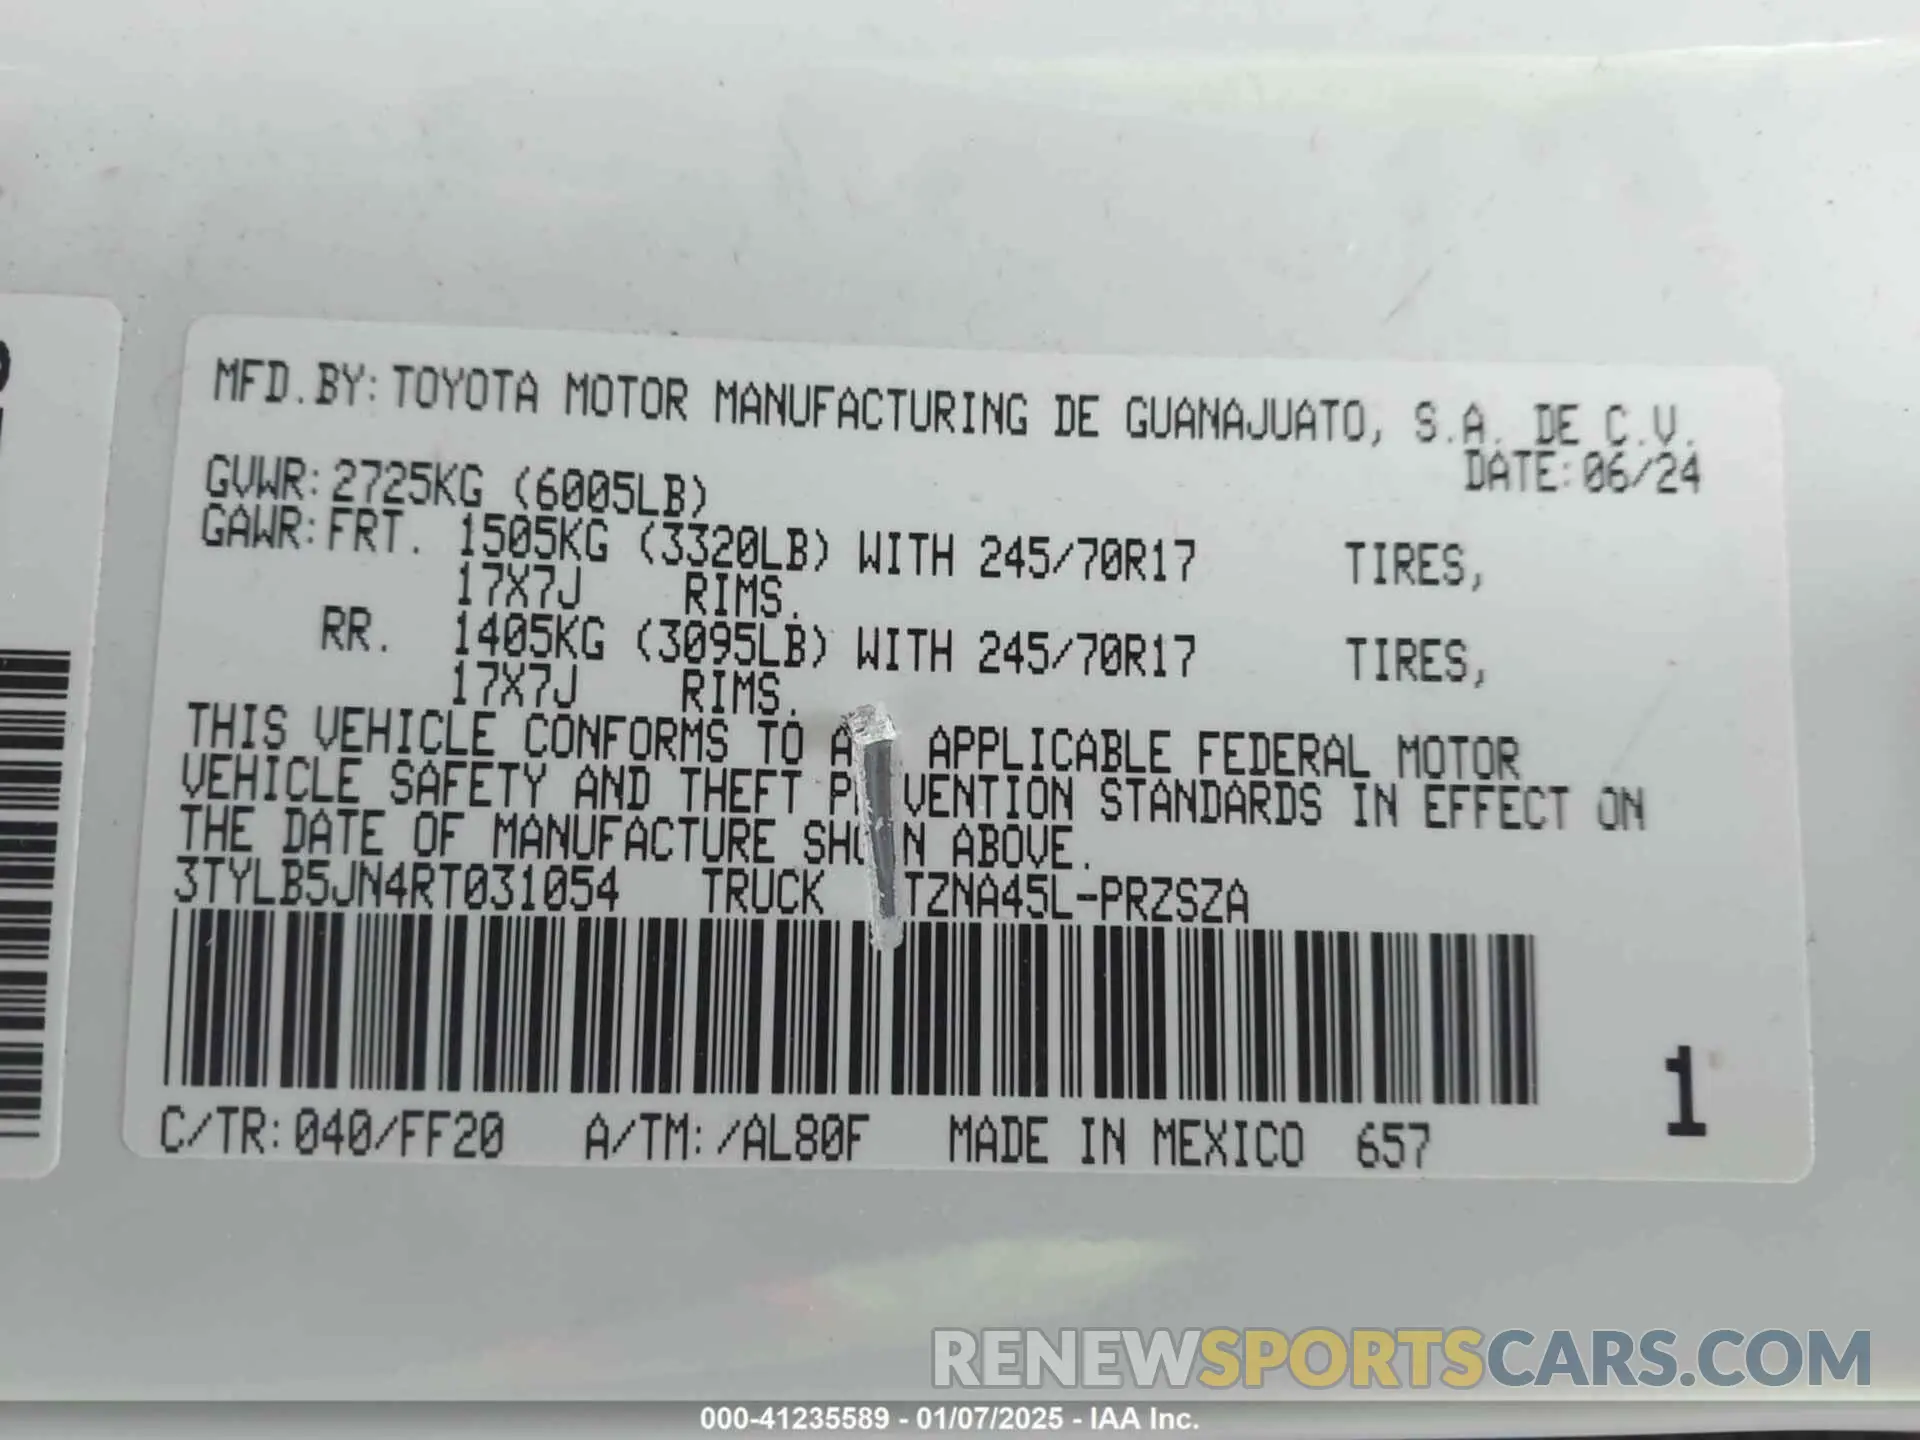 MFD.BY:TOYOTA MOTOR MANUFACTURING DE GUANAJUATO, S.A. DE C.V.
DATE:06/24
GVWR:2725KG (6005LB)
GAWR:FRT. 1505KG (3320LB) WITH 245/70R17 TIRES,
17X7J RIMS.
RR. 1405KG (3095LB) WITH 245/70R17 TIRES,
17X7J RIMS.
THIS VEHICLE CONFORMS TO APPLICABLE FEDERAL MOTOR
VEHICLE SAFETY AND THEFT STANDARDS IN EFFECT ON
THE DATE OF MANUFACTURE ABOVE.
3TYLB5JN4RT031054 TRUCK TZNA45L-PRZSZA
1
C/TR:040/FF20 A/TM:/AL80F MADE IN MEXICO 657
RENEWSPORTSCARS.COM
000-41235589 - 01/07/2025 - IAA Inc.